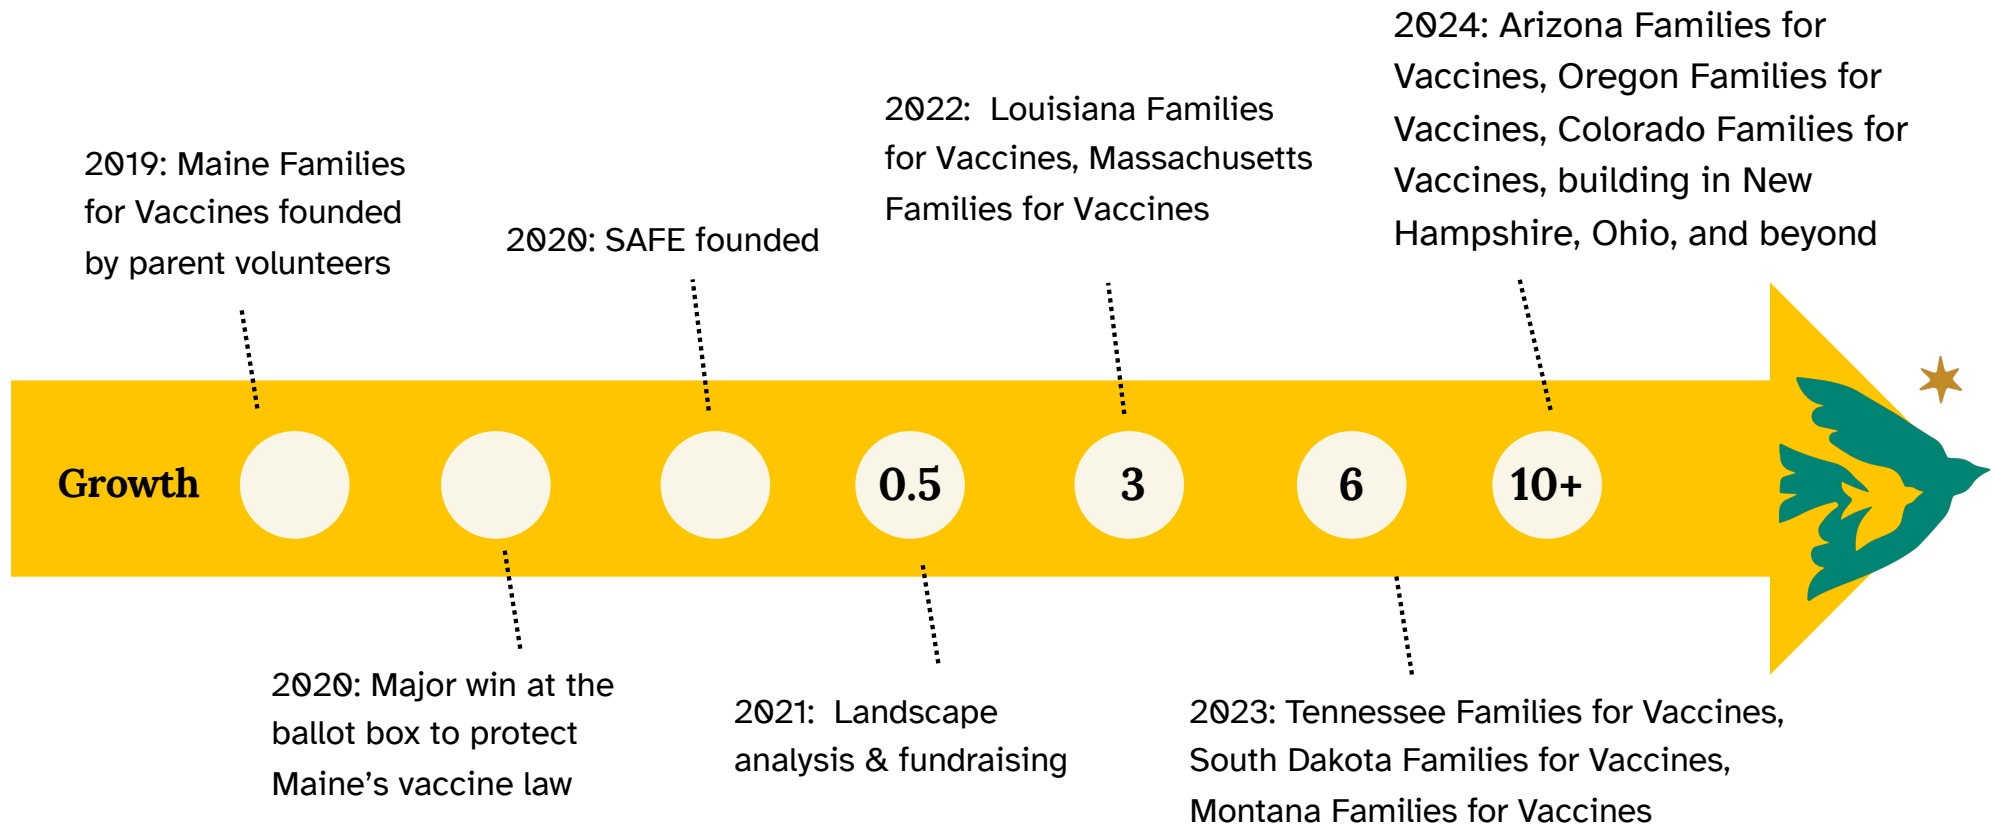 2019: Maine Families
for Vaccines founded
by parent volunteers
2020: SAFE founded
2022: Louisiana Families
for Vaccines, Massachusetts
Families for Vaccines
2024: Arizona Families for
Vaccines, Oregon Families for
Vaccines, Colorado Families for
Vaccines, building in New
Hampshire, Ohio, and beyond
Growth
0.5
3
6
10+
2020: Major win at the
ballot box to protect
Maine’s vaccine law
2021: Landscape
analysis & fundraising
2023: Tennessee Families for Vaccines,
South Dakota Families for Vaccines,
Montana Families for Vaccines